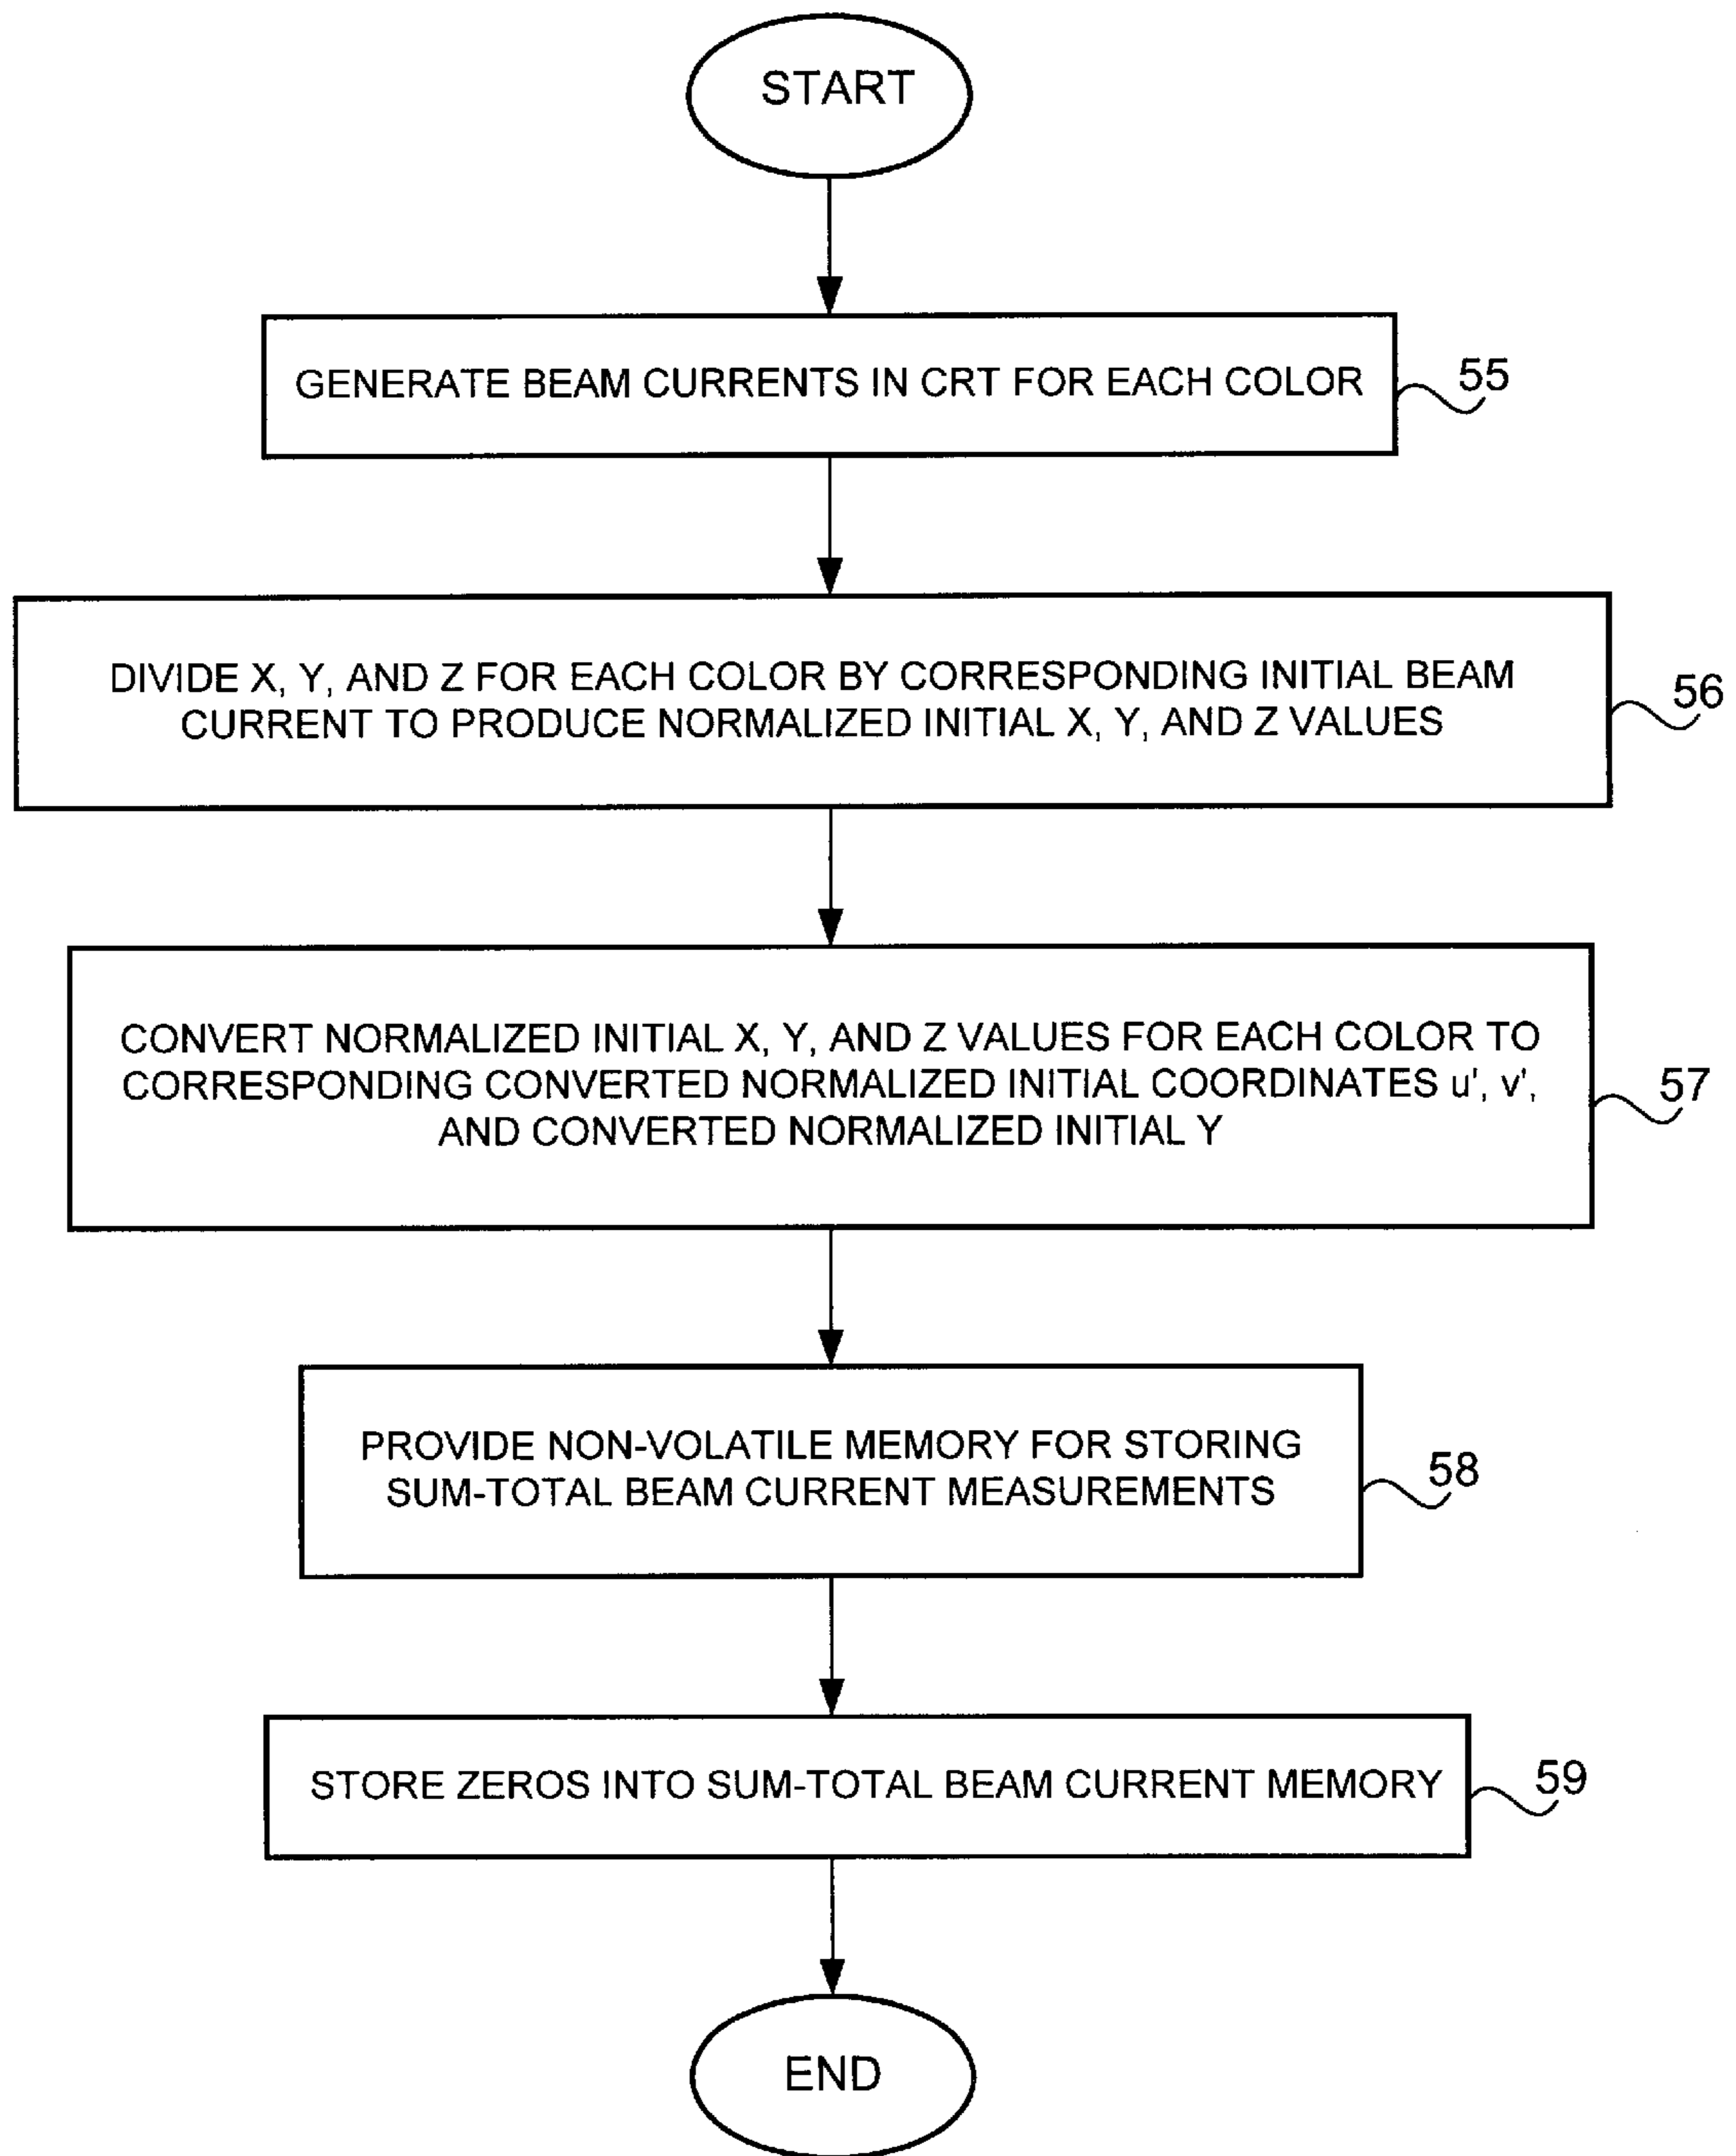 START
GENERATE BEAM CURRENTS IN CRT FOR EACH COLOR
55
DIVIDE X, Y, AND Z FOR EACH COLOR BY CORRESPONDING INITIAL BEAM
CURRENT TO PRODUCE NORMALIZED INITIAL X, Y, AND Z VALUES
56
CONVERT NORMALIZED INITIAL X, Y, AND Z VALUES FOR EACH COLOR TO
CORRESPONDING CONVERTED NORMALIZED INITIAL COORDINATES u', v',
AND CONVERTED NORMALIZED INITIAL Y
57
PROVIDE NON-VOLATILE MEMORY FOR STORING
SUM-TOTAL BEAM CURRENT MEASUREMENTS
58
STORE ZEROS INTO SUM-TOTAL BEAM CURRENT MEMORY
59
END